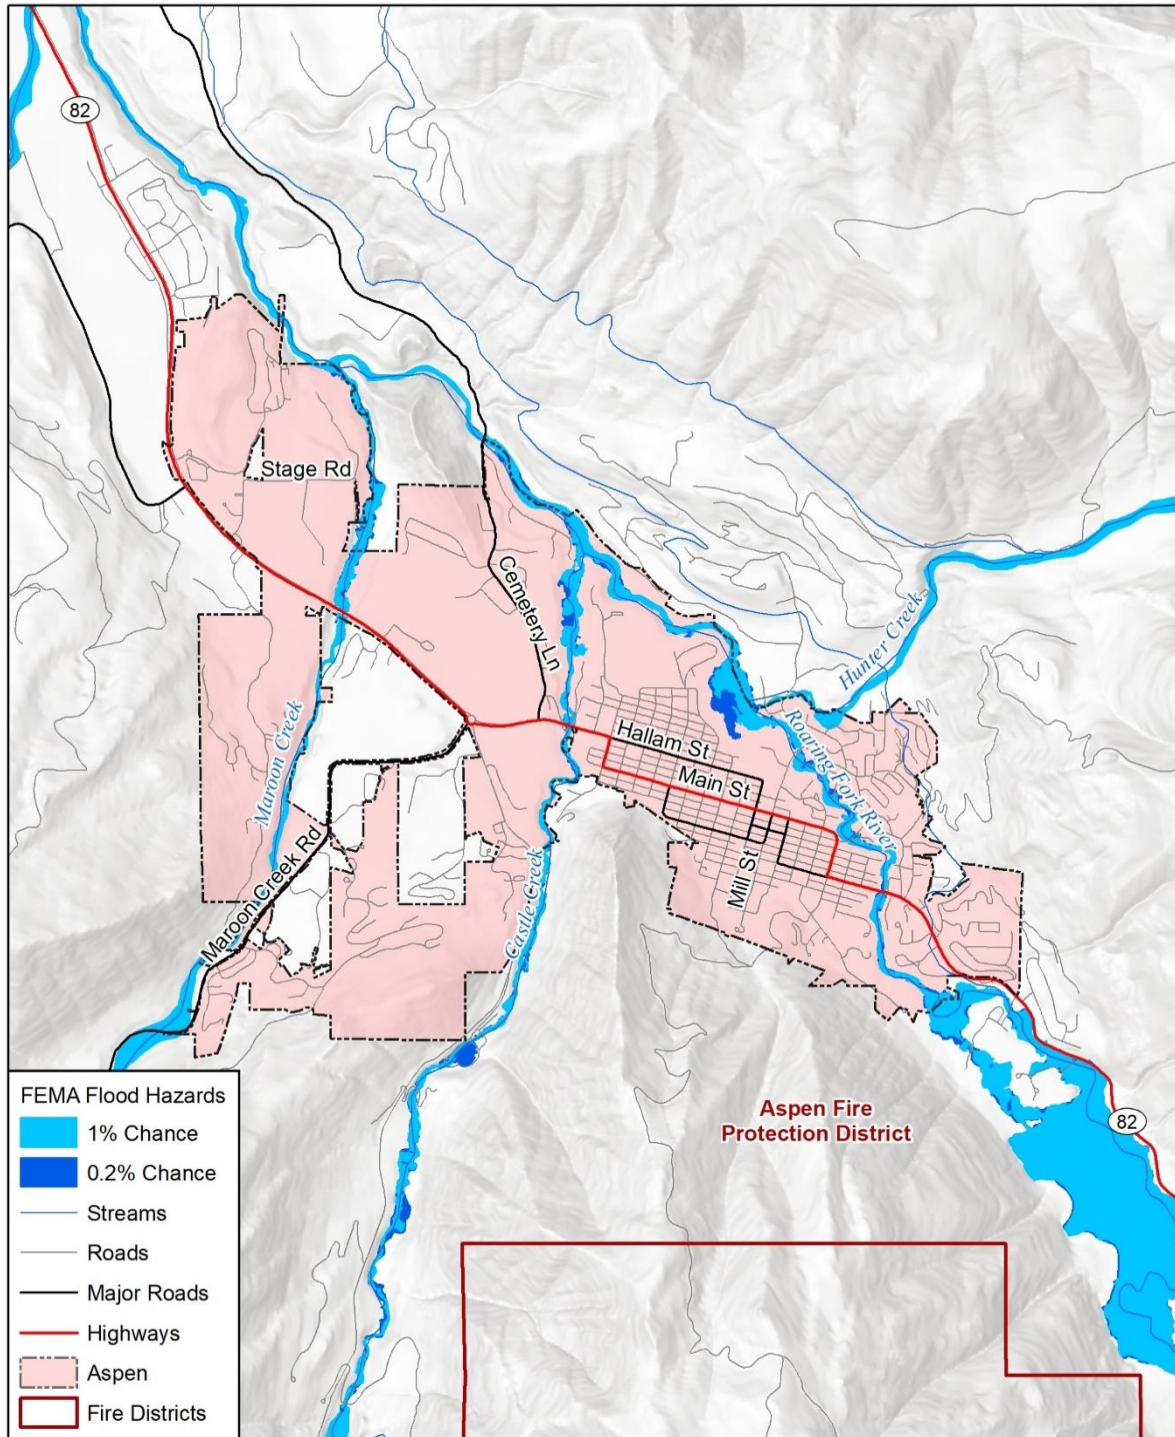 82
Stage Rd
Cemetery Ln
Hunter Creek
Maroon Creek
Hallam St
Roaring Fork River
Main St
Maroon Creek Rd
Castle Creek
Mill St
FEMA Flood Hazards
1% Chance
0.2% Chance
Streams
Roads
Major Roads
Highways
Aspen
Fire Districts
Aspen Fire
Protection District
82